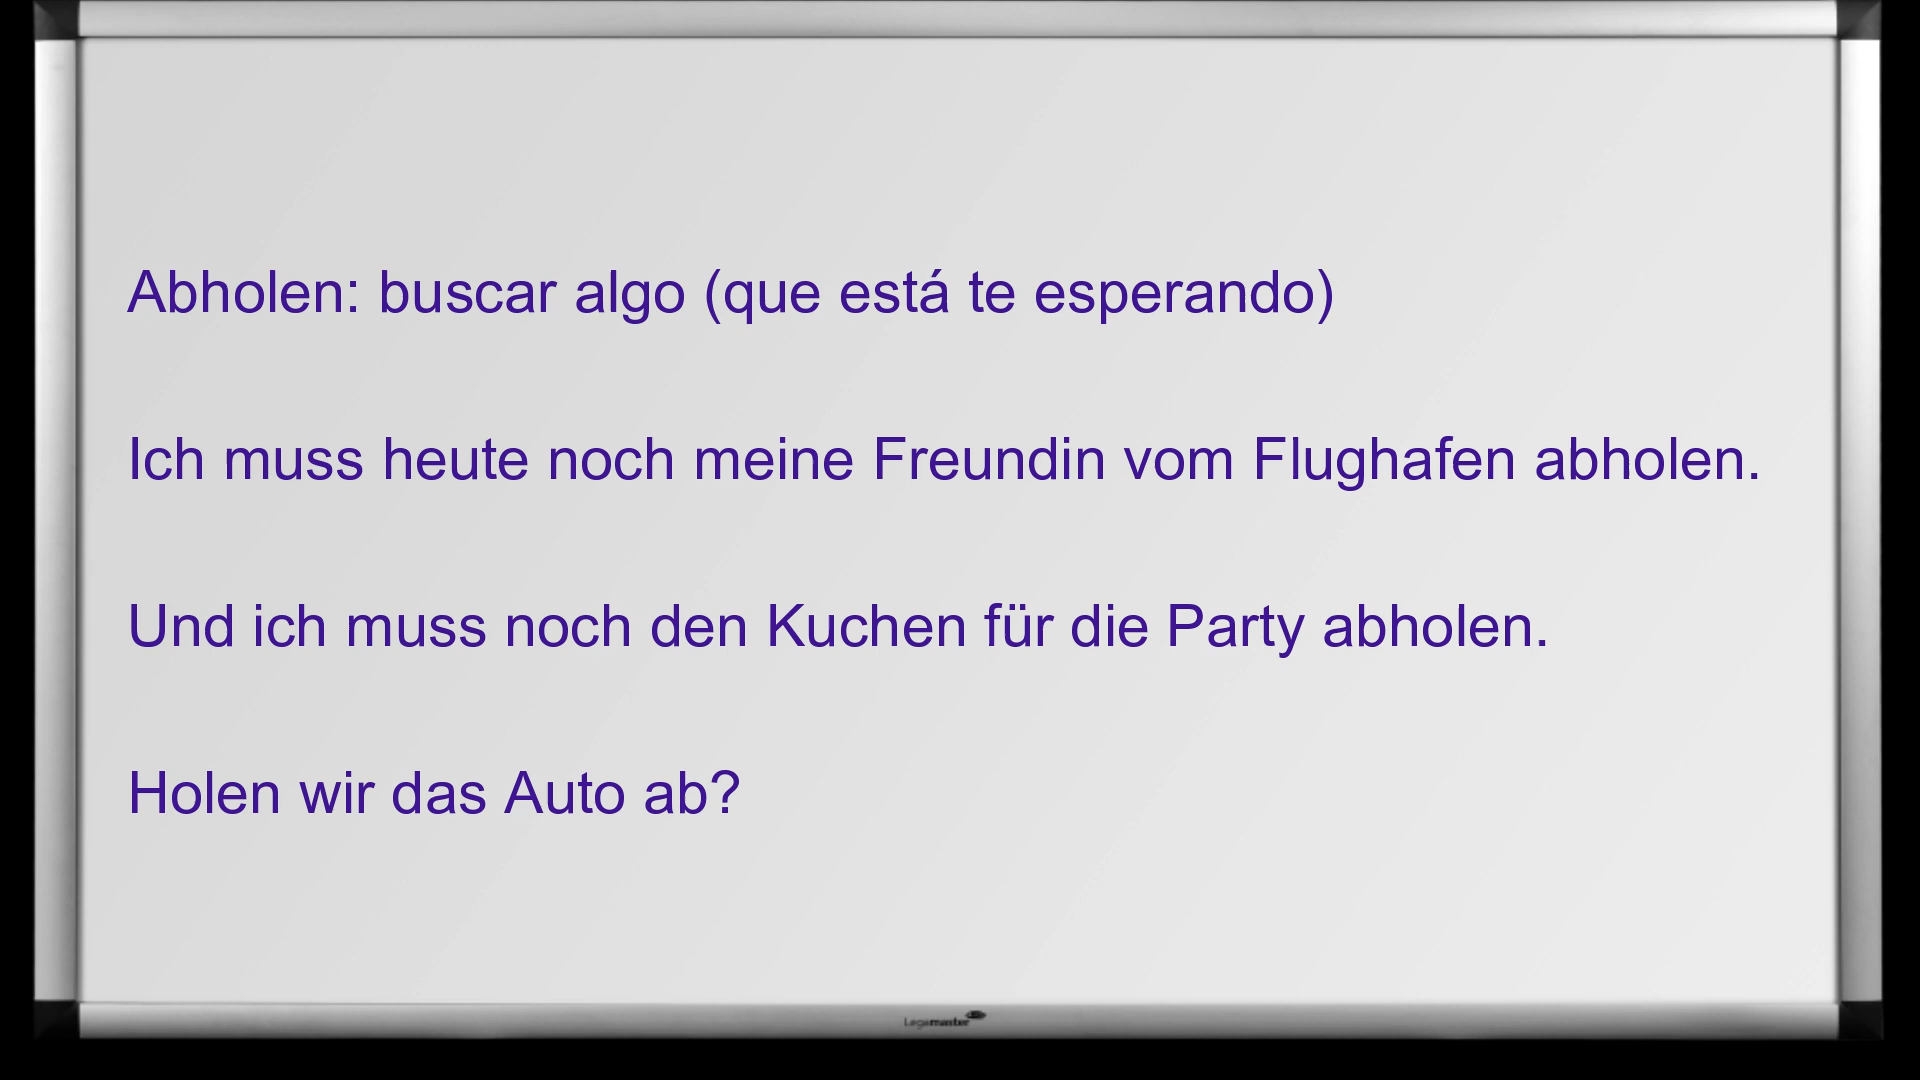 Abholen: buscar algo (que está te esperando)
Ich muss heute noch meine Freundin vom Flughafen abholen.
Und ich muss noch den Kuchen für die Party abholen.
Holen wir das Auto ab?
Legamaster